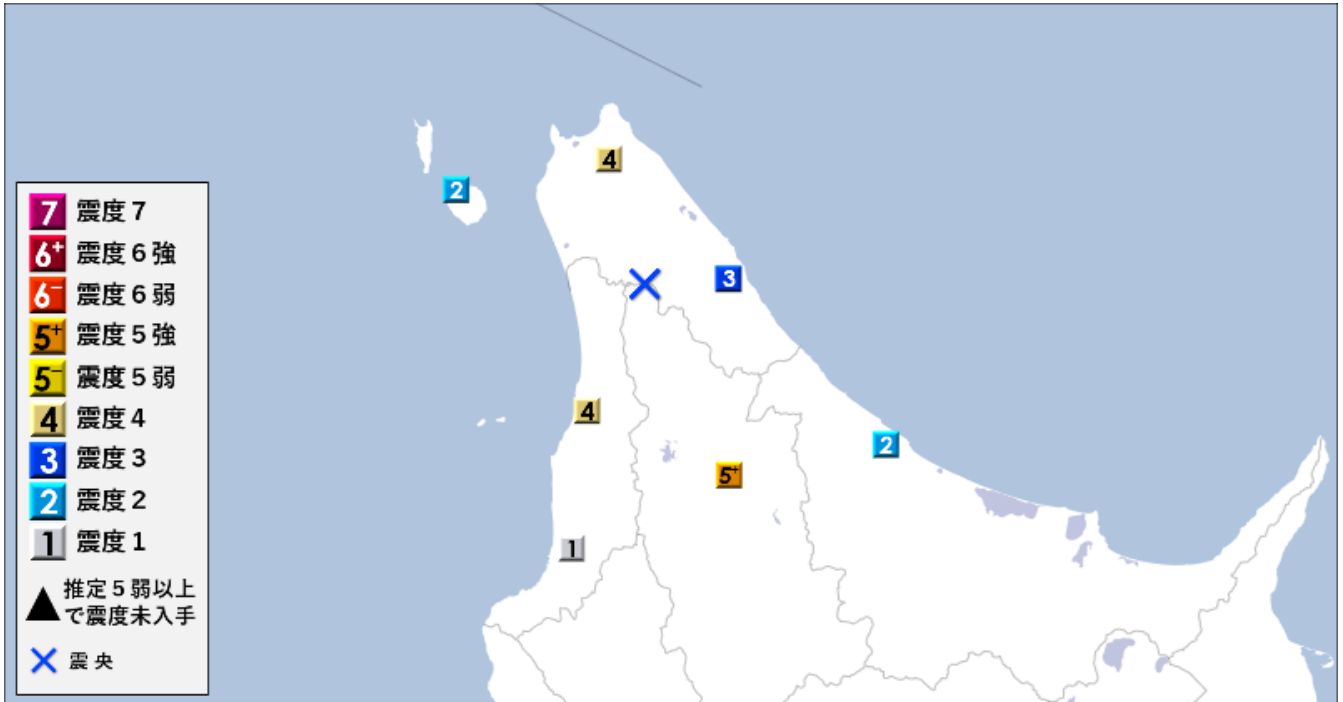 4
2
3
4
2
5+
1
7 震度７
6+ 震度６強
6- 震度６弱
5+ 震度５強
5- 震度５弱
4 震度４
3 震度３
2 震度２
1 震度１
推定５弱以上
で震度未入手
震央